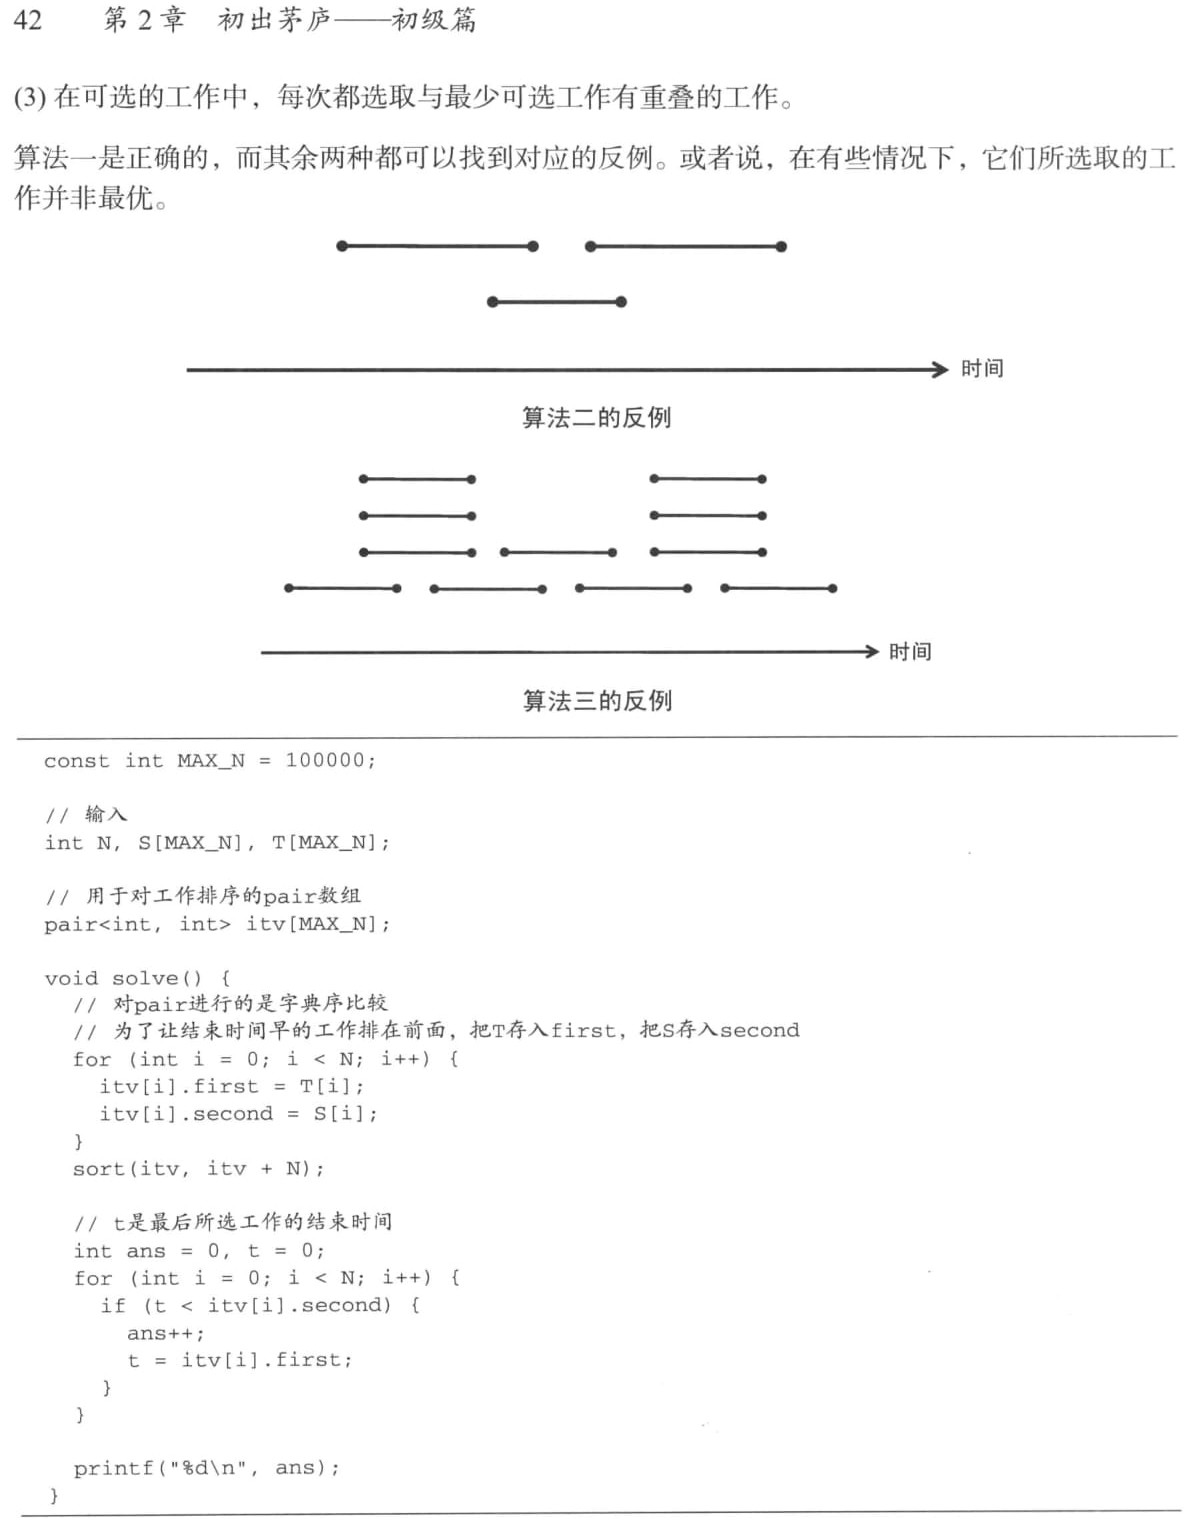 42 第 2 章 初出茅庐——初级篇
(3) 在可选的工作中，每次都选取与最少可选工作有重叠的工作。
算法一是正确的，而其余两种都可以找到对应的反例。或者说，在有些情况下，它们所选取的工
作并非最优。
时间
算法二的反例
时间
算法三的反例
const int MAX_N = 100000;
// 输入
int N, S[MAX_N], T[MAX_N];
// 用于对工作排序的pair数组
pair<int, int> itv[MAX_N];
void solve() {
  // 对pair进行的是字典序比较
  // 为了让结束时间早的工作排在前面，把T存入first，把S存入second
  for (int i = 0; i < N; i++) {
    itv[i].first = T[i];
    itv[i].second = S[i];
  }
  sort(itv, itv + N);
  // t是最后所选工作的结束时间
  int ans = 0, t = 0;
  for (int i = 0; i < N; i++) {
    if (t < itv[i].second) {
      ans++;
      t = itv[i].first;
    }
  }
  printf("%d\n", ans);
}